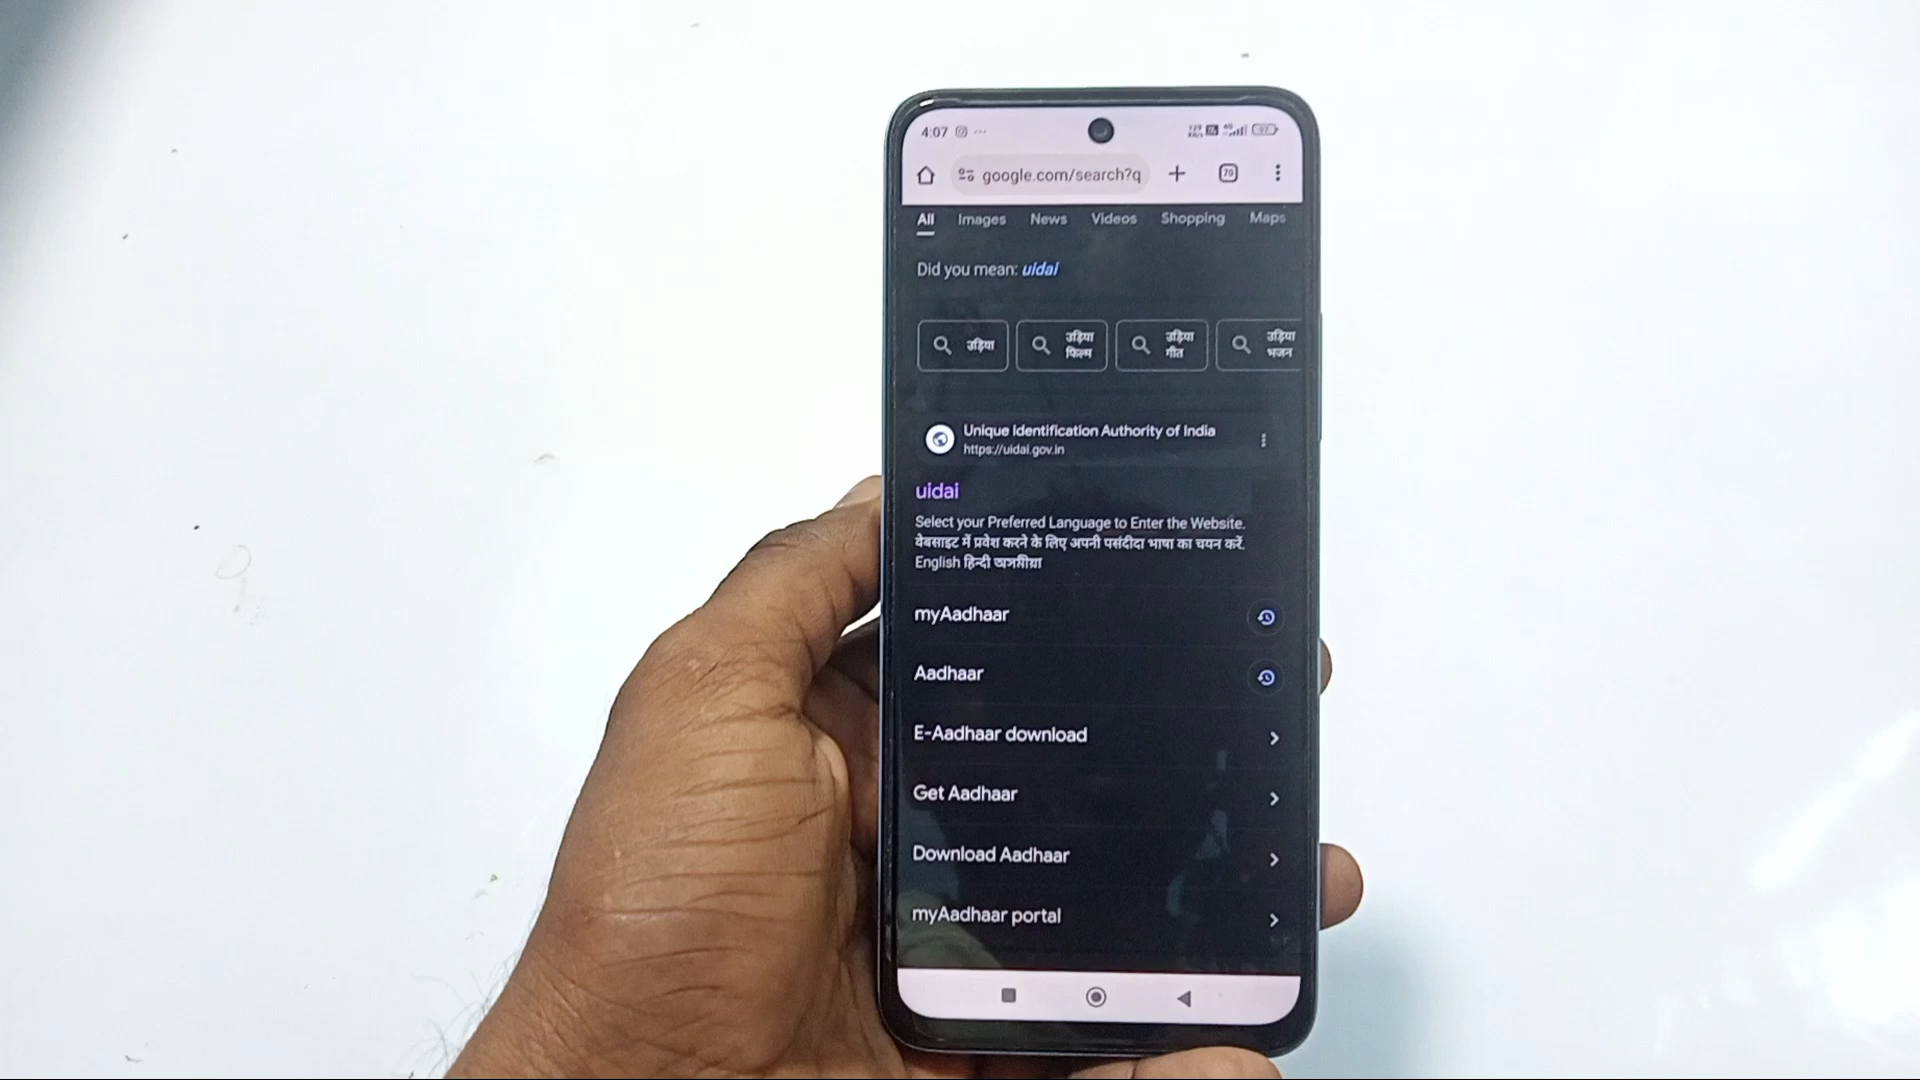 4:07
google.com/search?q
79
All Images News Videos Shopping Maps
Did you mean: uidai
उड़िया
उड़िया
फिल्म
उड़िया
गीत
उड़िया
भजन
Unique Identification Authority of India
https://uidai.gov.in
uidai
Select your Preferred Language to Enter the Website.
वेबसाइट में प्रवेश करने के लिए अपनी पसंदीदा भाषा का चयन करें.
English हिन्दी অসমীয়া
myAadhaar
Aadhaar
E-Aadhaar download
Get Aadhaar
Download Aadhaar
myAadhaar portal